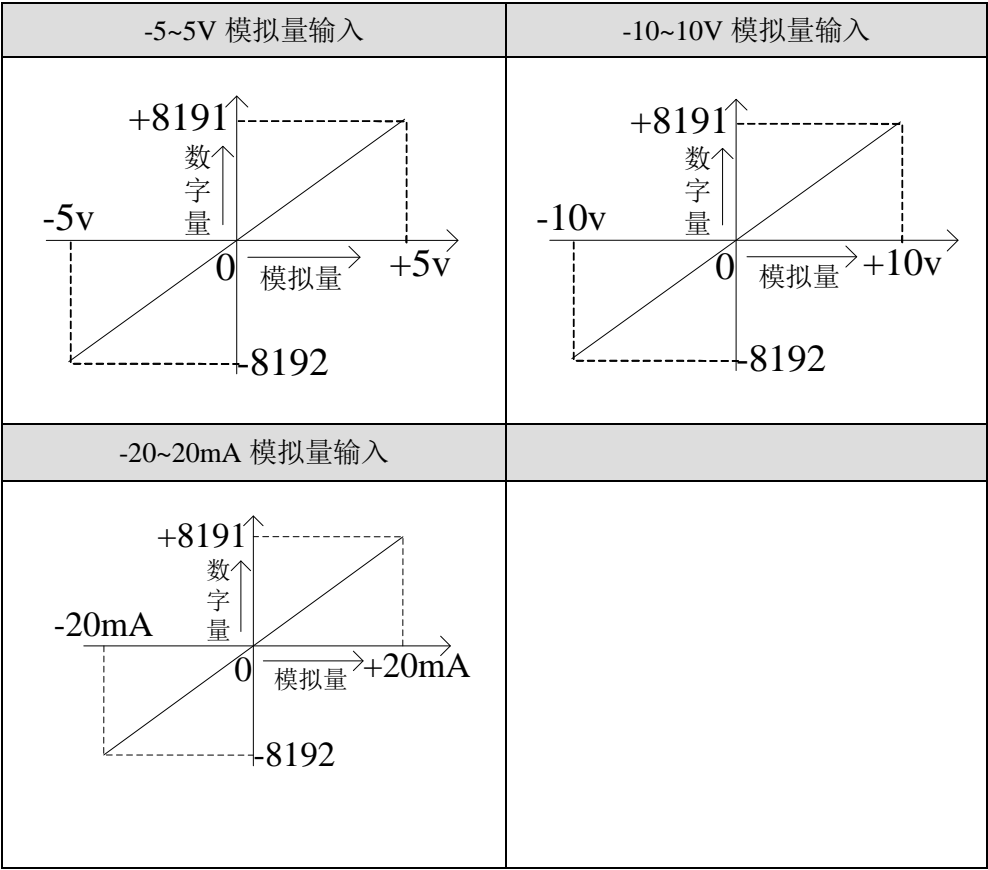 -5~5V 模拟量输入
-10~10V 模拟量输入
+8191
数字量
-5v
0
模拟量
+5v
-8192
+8191
数字量
-10v
0
模拟量
+10v
-8192
-20~20mA 模拟量输入
+8191
数字量
-20mA
0
模拟量
+20mA
-8192